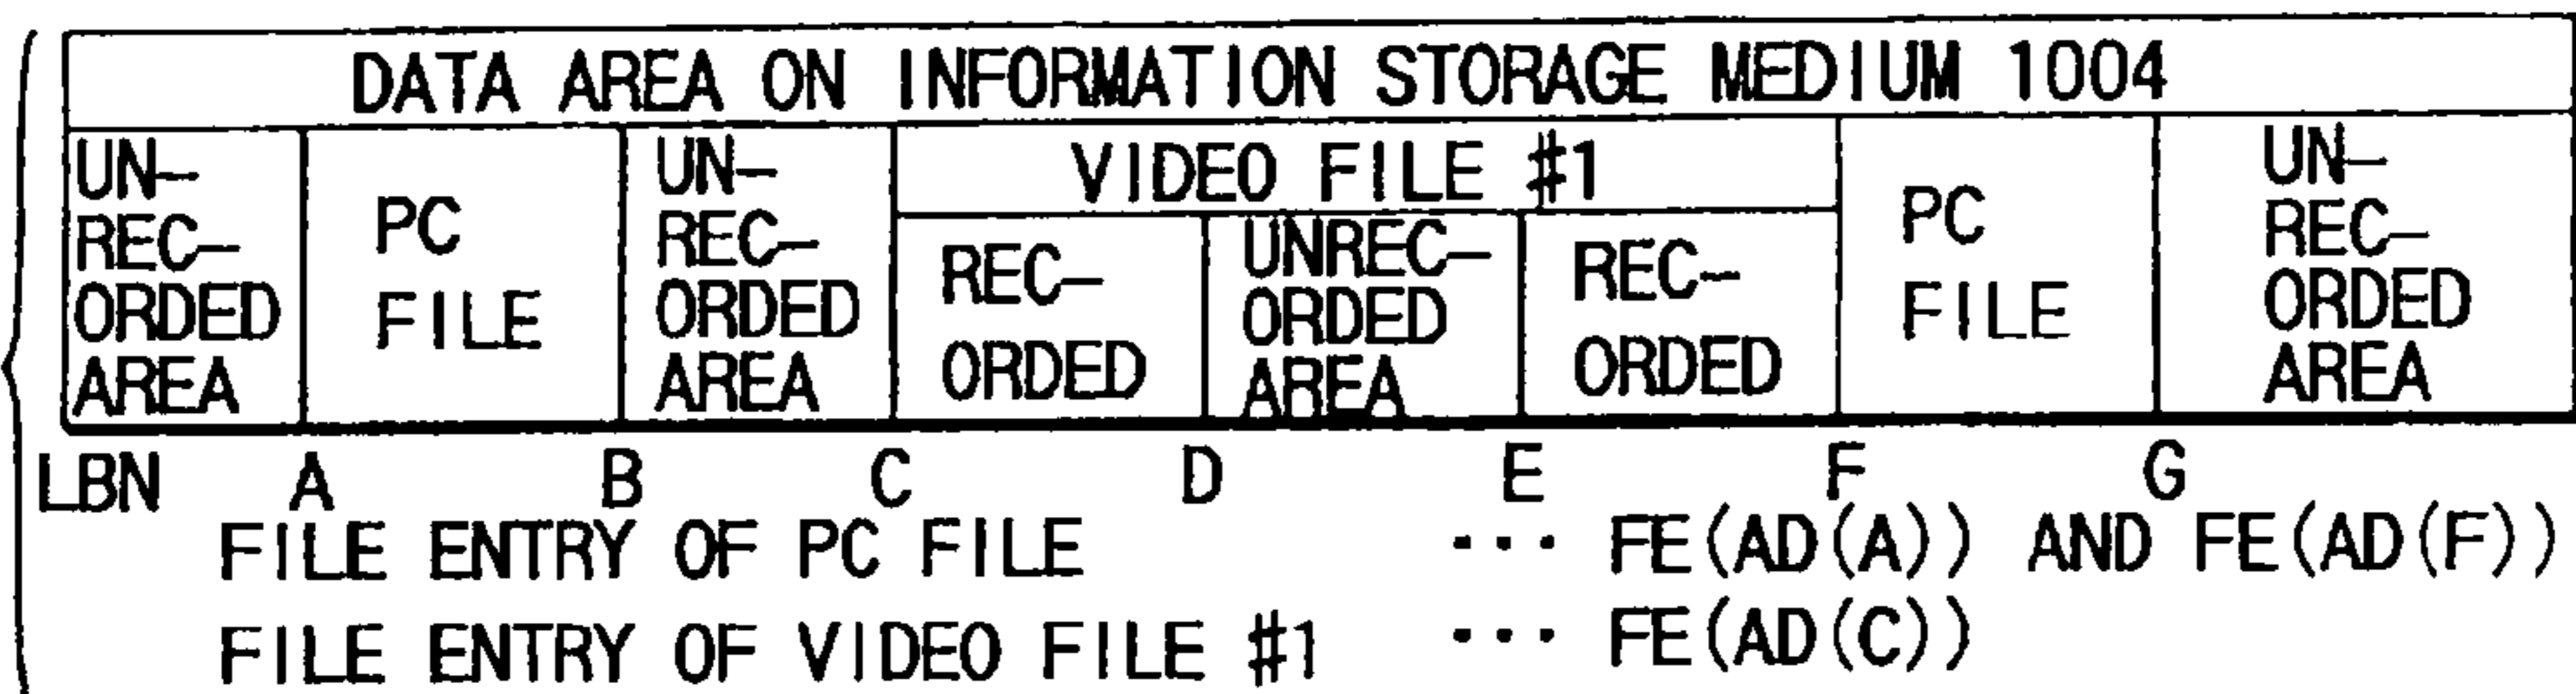 DATA AREA ON INFORMATION STORAGE MEDIUM 1004
UN-
REC-
ORDED
AREA
PC
FILE
UN-
REC-
ORDED
AREA
VIDEO FILE #1
REC-
ORDED
UNREC-
ORDED
AREA
REC-
ORDED
PC
FILE
UN-
REC-
ORDED
AREA
LBN A B C D E F G
FILE ENTRY OF PC FILE ··· FE(AD(A)) AND FE(AD(F))
FILE ENTRY OF VIDEO FILE #1 ··· FE(AD(C))